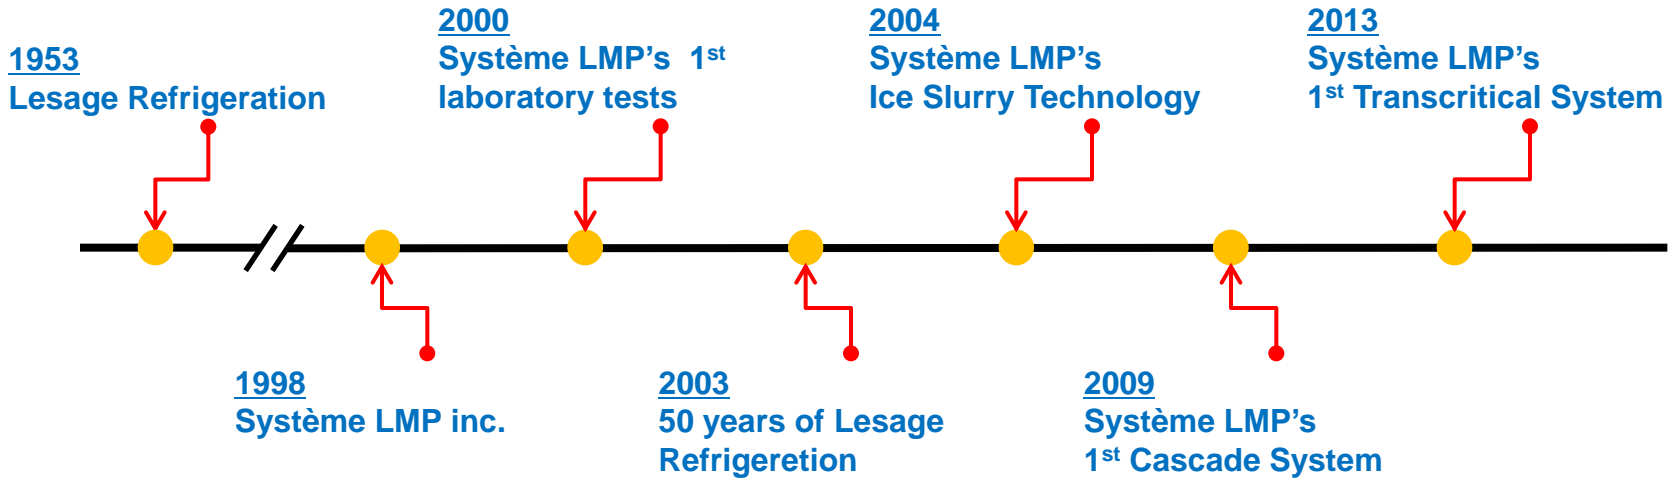 1953
Lesage Refrigeration
2000
Système LMP's 1st
laboratory tests
2004
Système LMP's
Ice Slurry Technology
2013
Système LMP's
1st Transcritical System
1998
Système LMP inc.
2003
50 years of Lesage
Refrigeretion
2009
Système LMP's
1st Cascade System